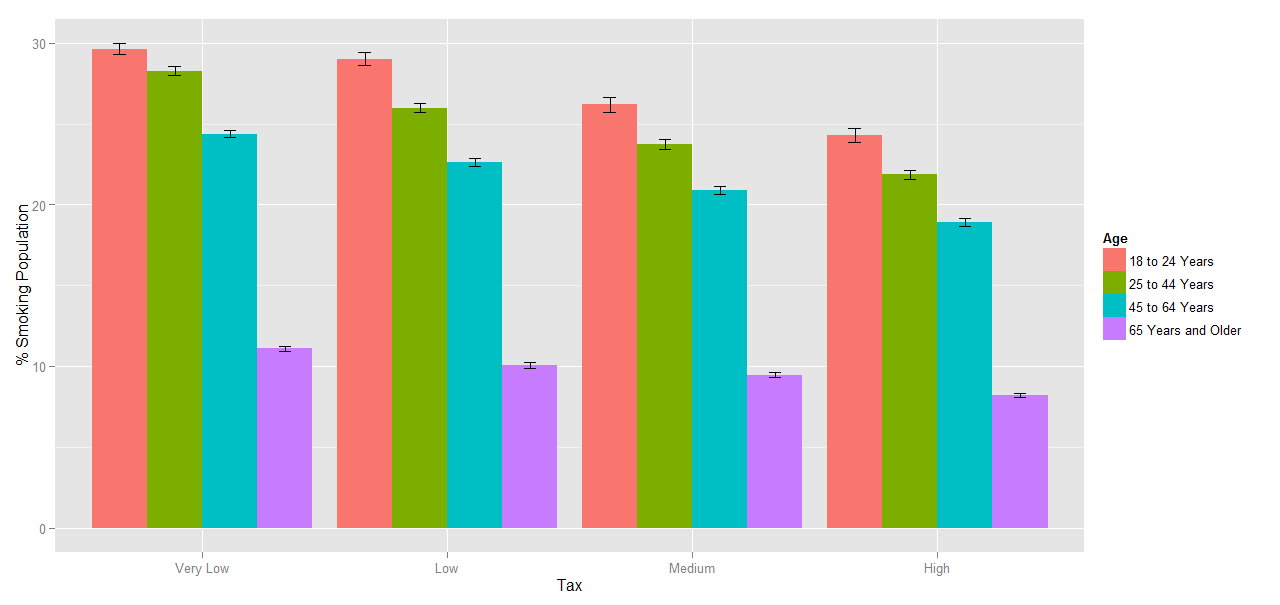 % Smoking Population
30
20
10
0
Very Low Low Medium High
Tax
Age
18 to 24 Years
25 to 44 Years
45 to 64 Years
65 Years and Older